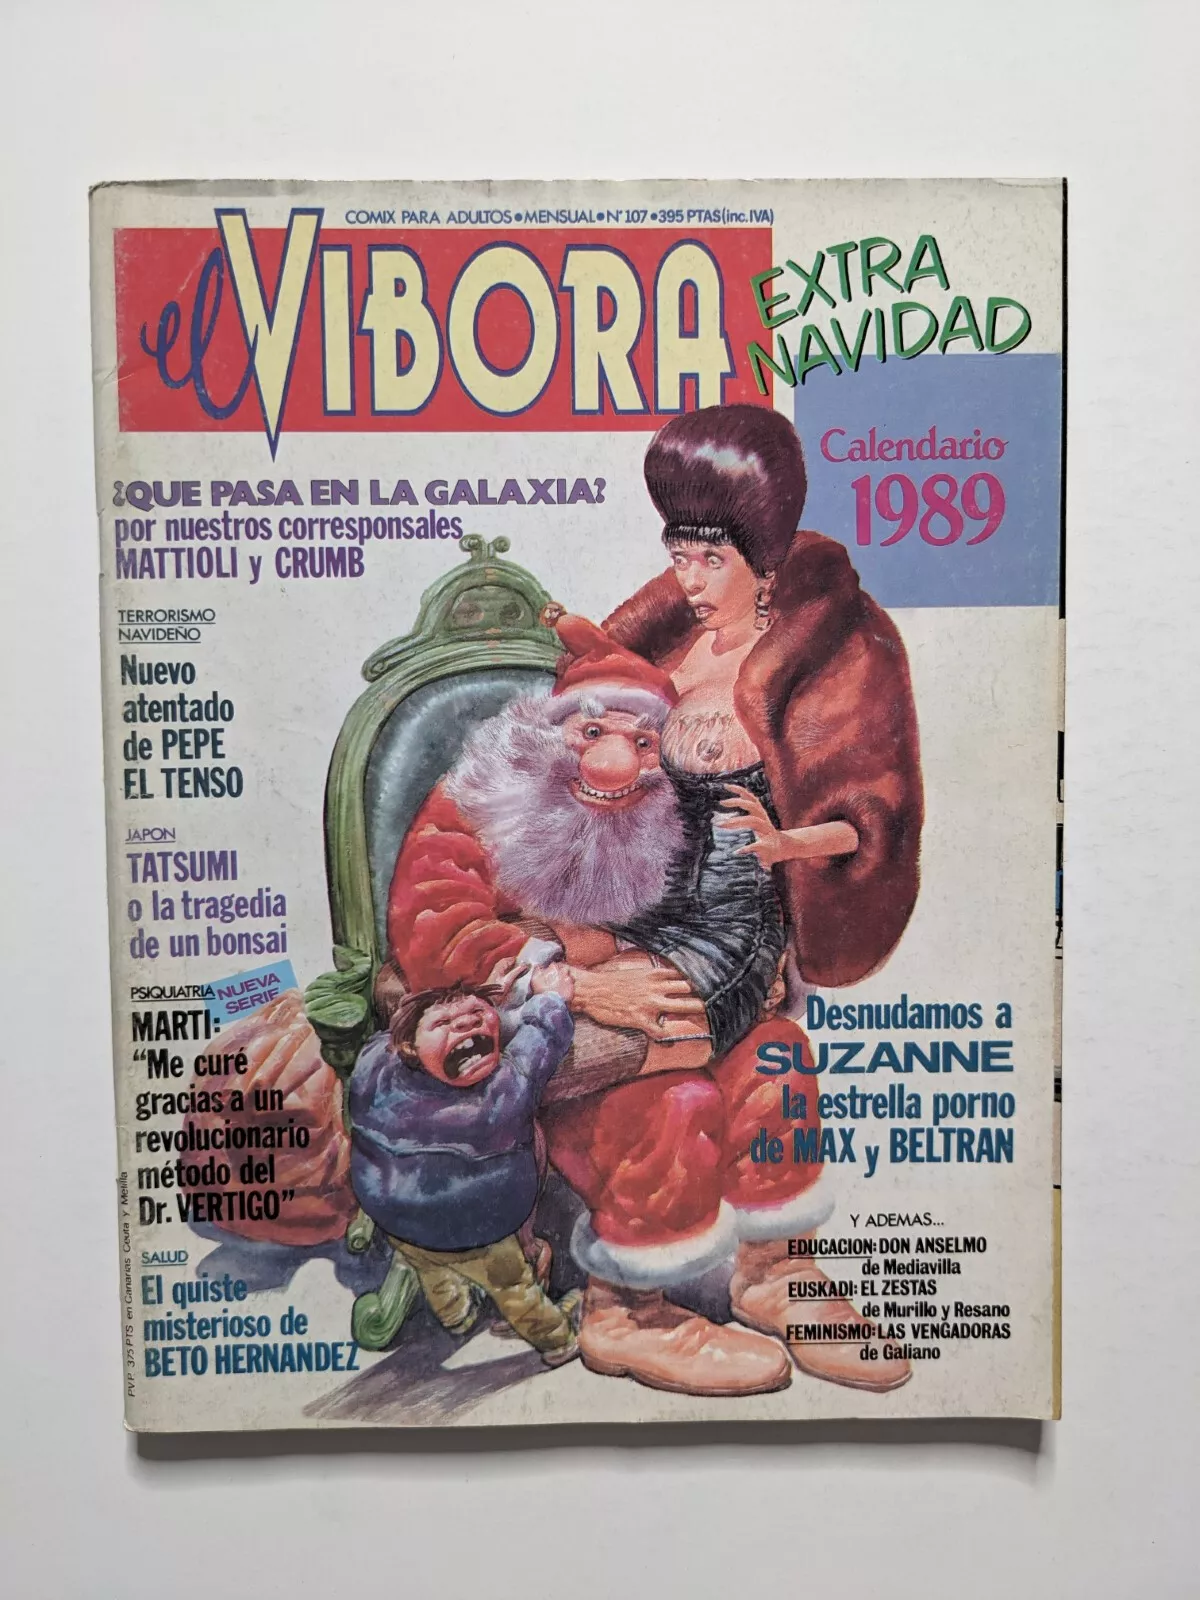 COMIX PARA ADULTOS•MENSUAL•N°107•395 PTAS(inc.IVA)
el VIBORA
EXTRA
NAVIDAD
Calendario
1989
¿QUE PASA EN LA GALAXIA?
por nuestros corresponsales
MATTIOLI y CRUMB
TERRORISMO
NAVIDEÑO
Nuevo
atentado
de PEPE
EL TENSO
JAPON
TATSUMI
o la tragedia
de un bonsai
PSIQUIATRIA
NUEVA
SERIE
MARTI:
“Me curé
gracias a un
revolucionario
método del
Dr. VERTIGO”
SALUD
El quiste
misterioso de
BETO HERNANDEZ
Desnudamos a
SUZANNE
la estrella porno
de MAX y BELTRAN
Y ADEMAS...
EDUCACION: DON ANSELMO
de Mediavilla
EUSKADI: EL ZESTAS
de Murillo y Resano
FEMINISMO: LAS VENGADORAS
de Galiano
P.V.P. 375 PTS en Canarias, Ceuta y Melilla